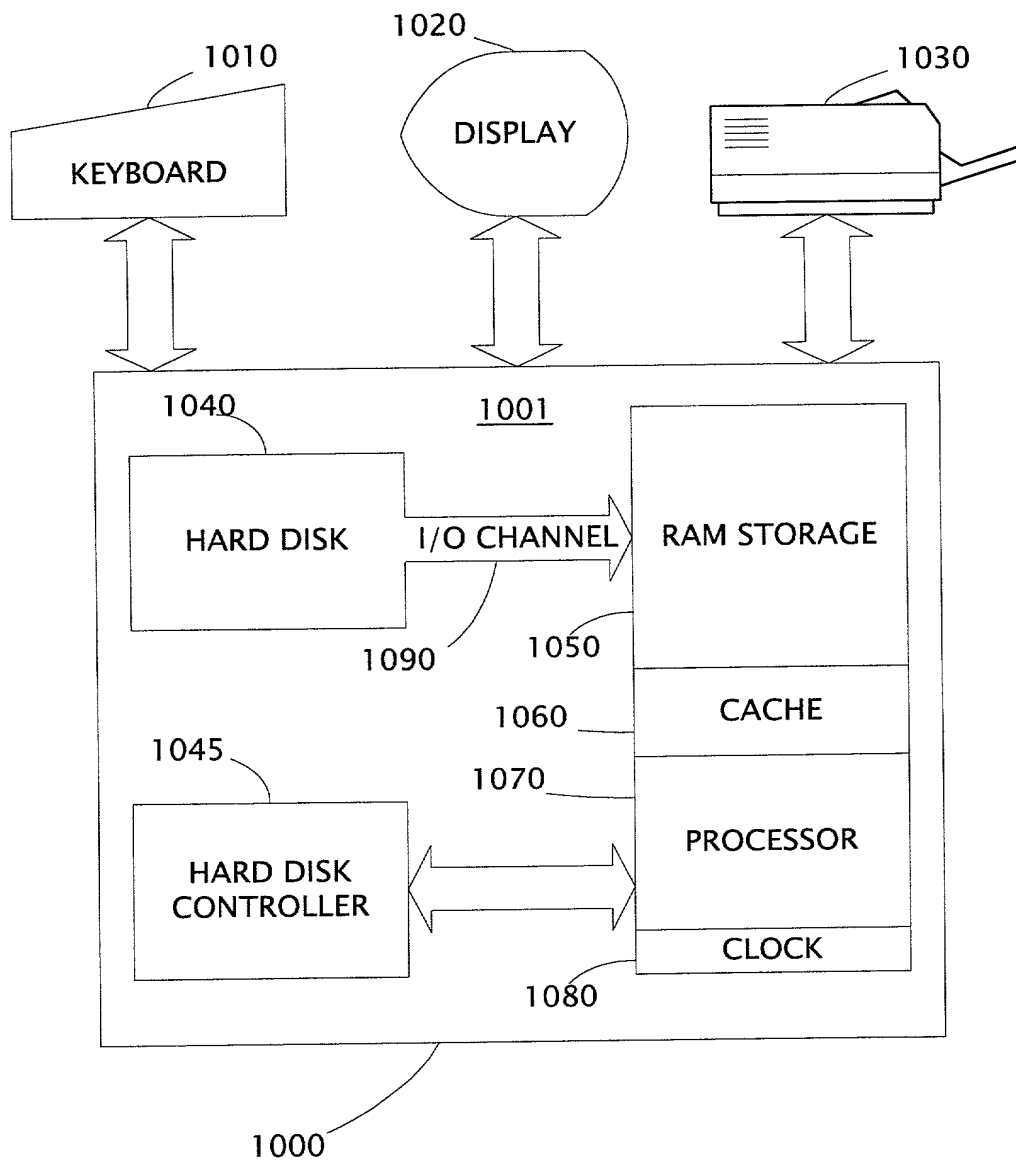 1010
1020
1030
KEYBOARD
DISPLAY
1040
1001
HARD DISK
I/O CHANNEL
RAM STORAGE
1090
1050
1060
CACHE
1045
1070
HARD DISK
CONTROLLER
PROCESSOR
1080
CLOCK
1000